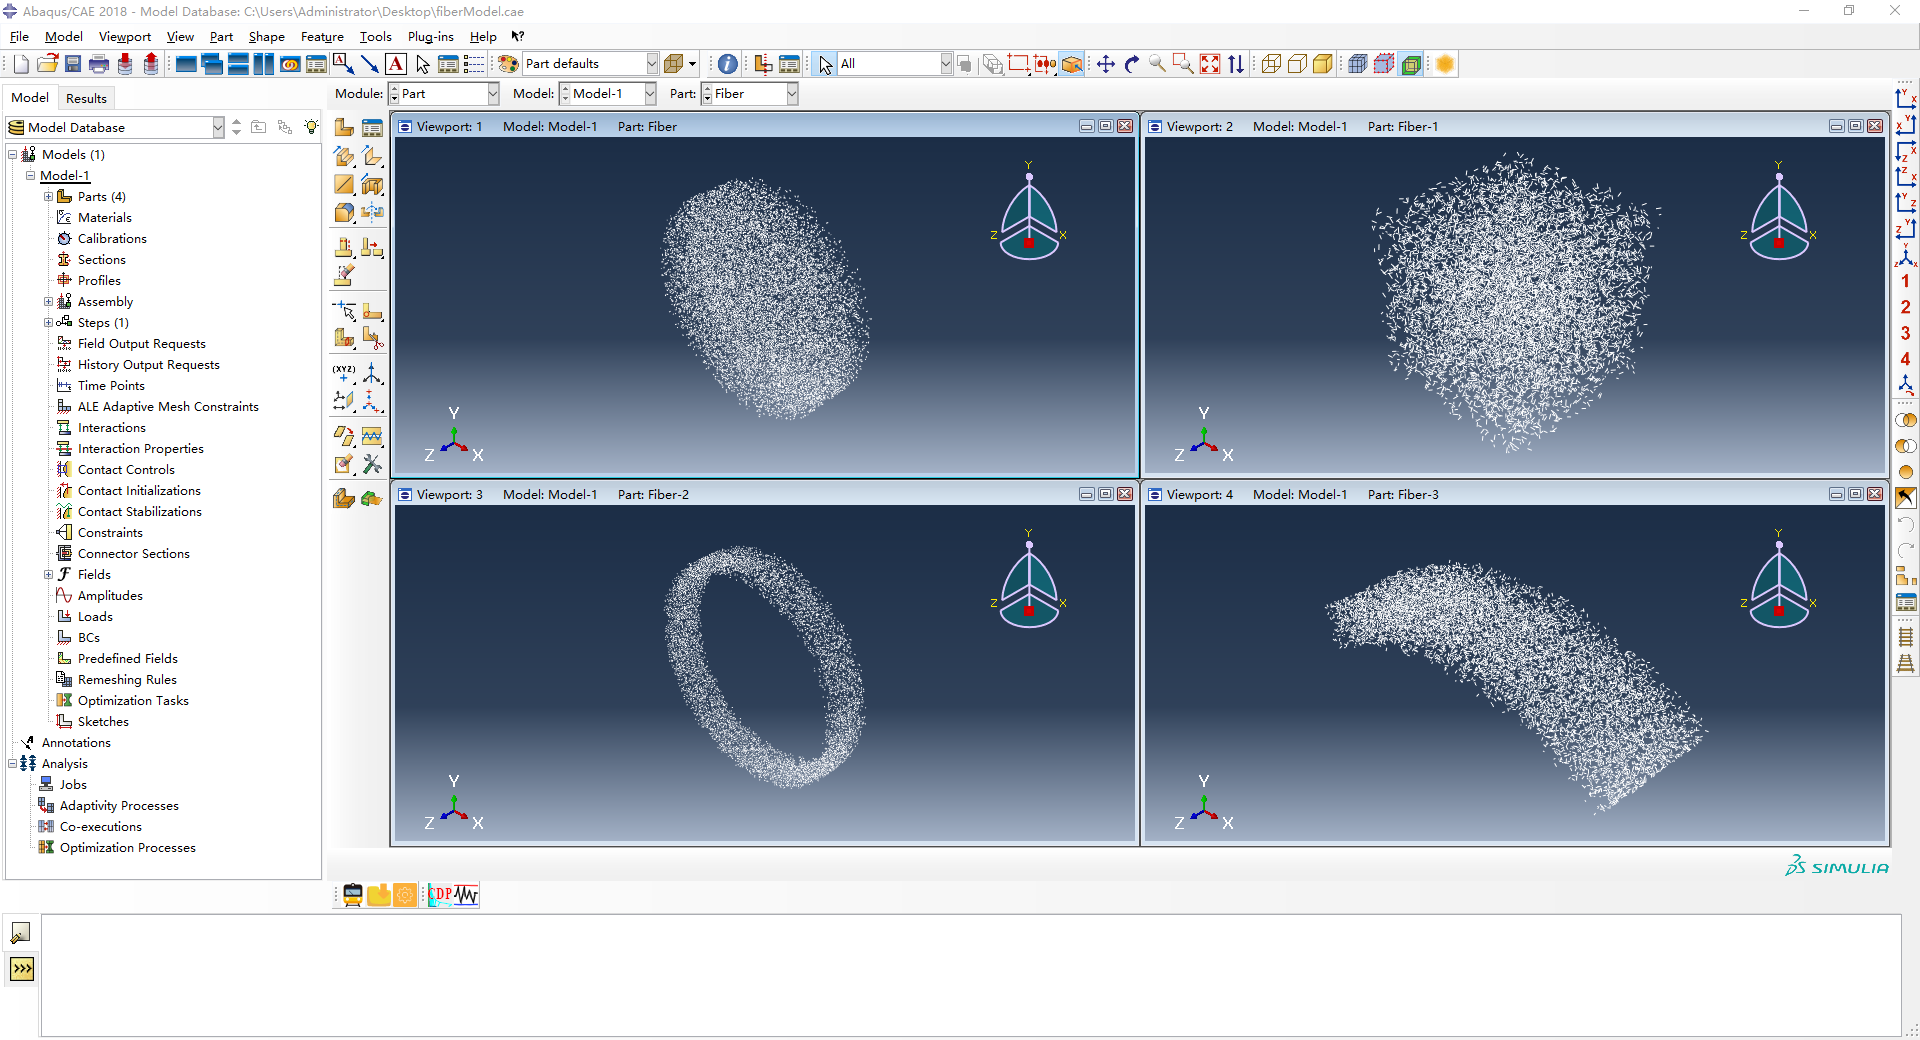 Abaqus/CAE 2018 - Model Database: C:\Users\Administrator\Desktop\fiberModel.cae
File Model Viewport View Part Shape Feature Tools Plug-ins Help
A A Part defaults All
Model Results
Module: Part Model: Model-1 Part: Fiber
Model Database
Models (1)
Model-1
Parts (4)
Materials
Calibrations
Sections
Profiles
Assembly
Steps (1)
Field Output Requests
History Output Requests
Time Points
ALE Adaptive Mesh Constraints
Interactions
Interaction Properties
Contact Controls
Contact Initializations
Contact Stabilizations
Constraints
Connector Sections
Fields
Amplitudes
Loads
BCs
Predefined Fields
Remeshing Rules
Optimization Tasks
Sketches
Annotations
Analysis
Jobs
Adaptivity Processes
Co-executions
Optimization Processes
(XYZ)
Viewport: 1 Model: Model-1 Part: Fiber
Y
Z X
Y
Z X
Viewport: 2 Model: Model-1 Part: Fiber-1
Y
Z X
Y
Z X
Viewport: 3 Model: Model-1 Part: Fiber-2
Y
Z X
Y
Z X
Viewport: 4 Model: Model-1 Part: Fiber-3
Y
Z X
Y
Z X
1
2
3
4
SIMULIA
CDP
>>>